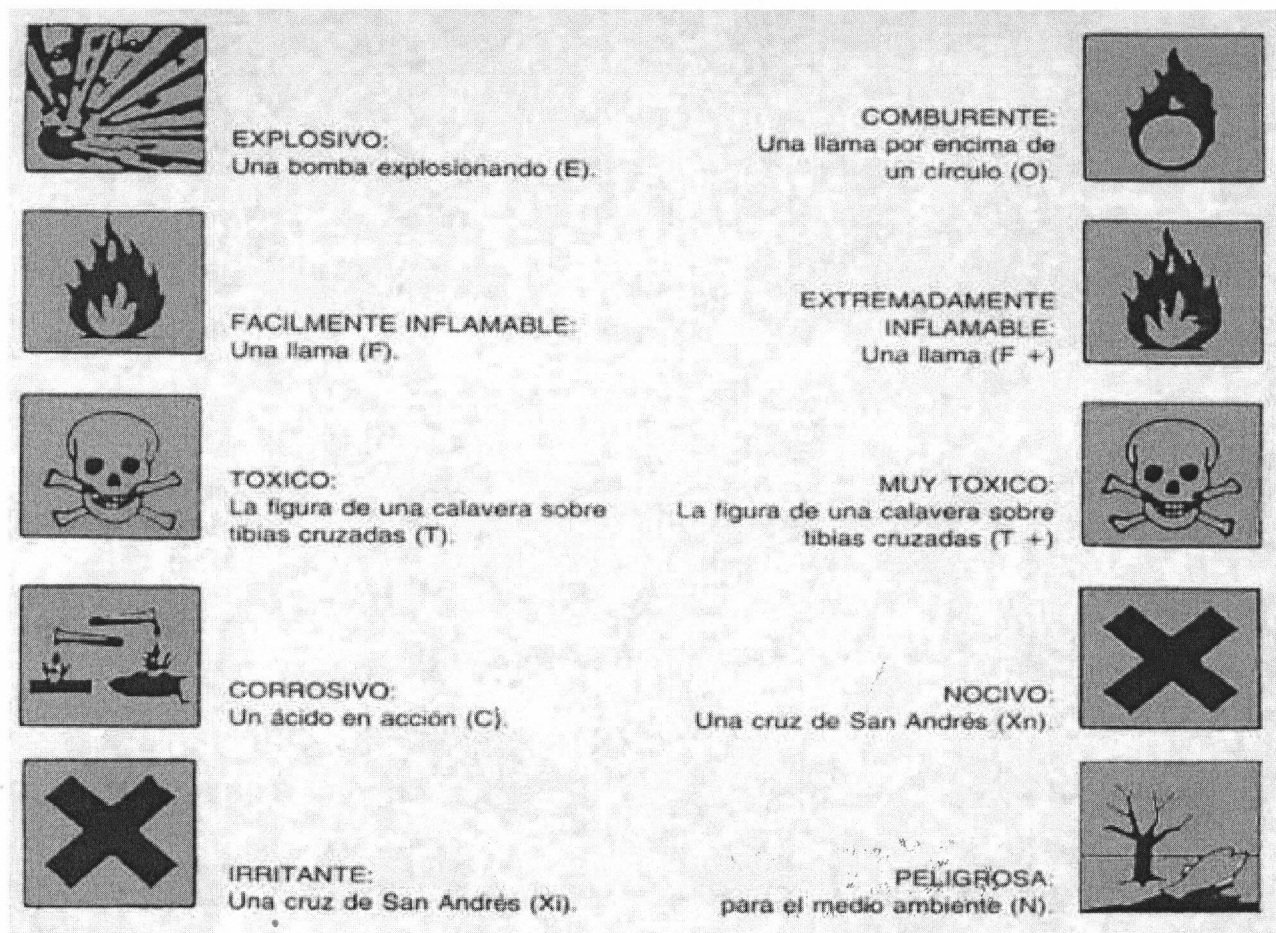 EXPLOSIVO:
Una bomba explosionando (E).
COMBURENTE:
Una llama por encima de
un círculo (O).
FACILMENTE INFLAMABLE:
Una llama (F).
EXTREMADAMENTE
INFLAMABLE:
Una llama (F +)
TOXICO:
La figura de una calavera sobre
tibias cruzadas (T).
MUY TOXICO:
La figura de una calavera sobre
tibias cruzadas (T +)
CORROSIVO:
Un ácido en acción (C).
NOCIVO:
Una cruz de San Andrés (Xn).
IRRITANTE:
Una cruz de San Andrés (Xi).
PELIGROSA:
para el medio ambiente (N).